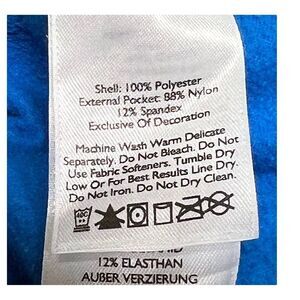 Shell: 100% Polyester
External Pocket: 88% Nylon
12% Spandex
Exclusive Of Decoration
Machine Wash Warm Delicate
Separately. Do Not Bleach. Do Not
Use Fabric Softeners. Tumble Dry
Low Or For Best Results Line Dry.
Do Not Iron. Do Not Dry Clean.
12% ELASTHAN
AUßER VERZIERUNG